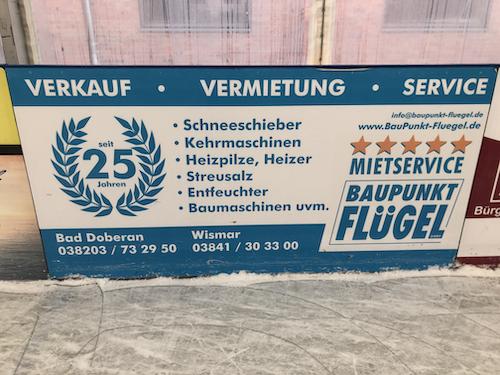 VERKAUF • VERMIETUNG • SERVICE
seit
25
Jahren
• Schneeschieber
• Kehrmaschinen
• Heizpilze, Heizer
• Streusalz
• Entfeuchter
• Baumaschinen uvm.
Bad Doberan
038203 / 73 29 50
Wismar
03841 / 30 33 00
info@baupunkt-fluegel.de
www.BauPunkt-Fluegel.de
MIETSERVICE
BAUPUNKT
FLÜGEL
Bürg